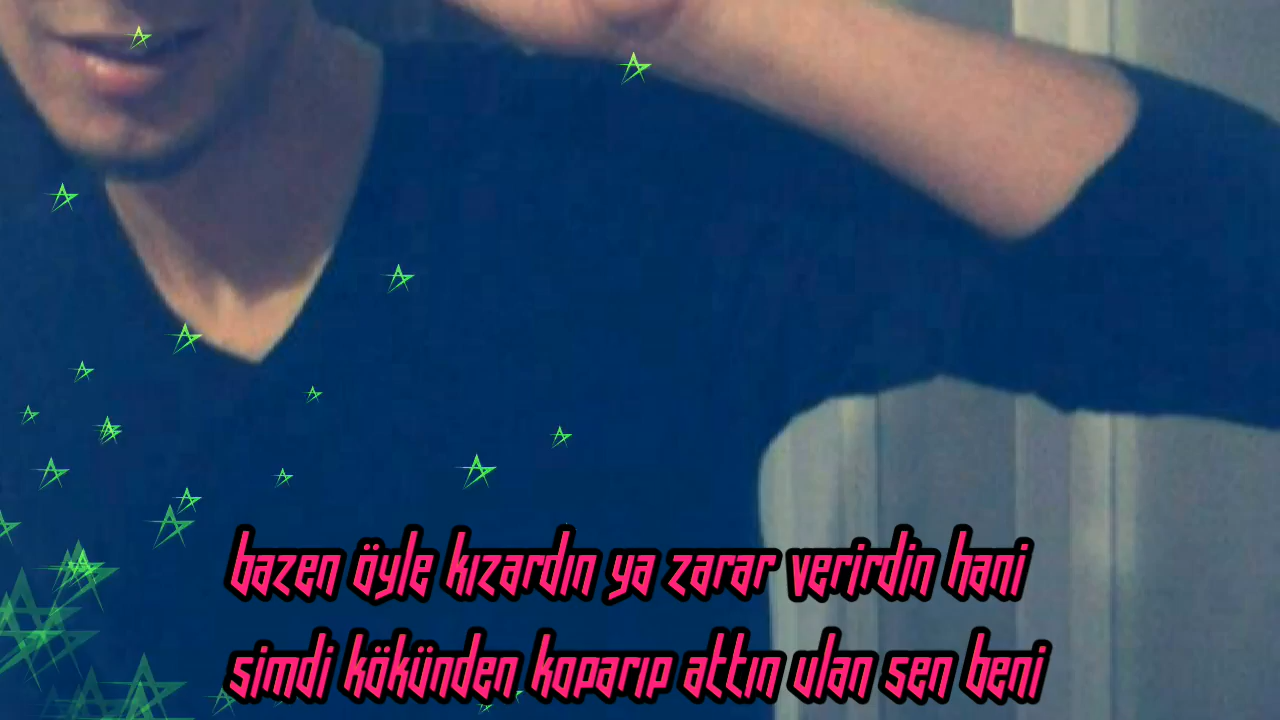 bazen öyle kızardın ya zarar verirdin hani
simdi kökünden koparıp attın ulan sen beni